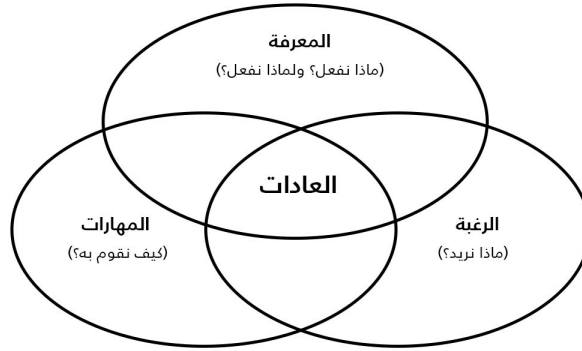 المعرفة
(ماذا نفعل؟ ولماذا نفعل؟)
العادات
المهارات
(كيف نقوم به؟)
الرغبة
(ماذا نريد؟)